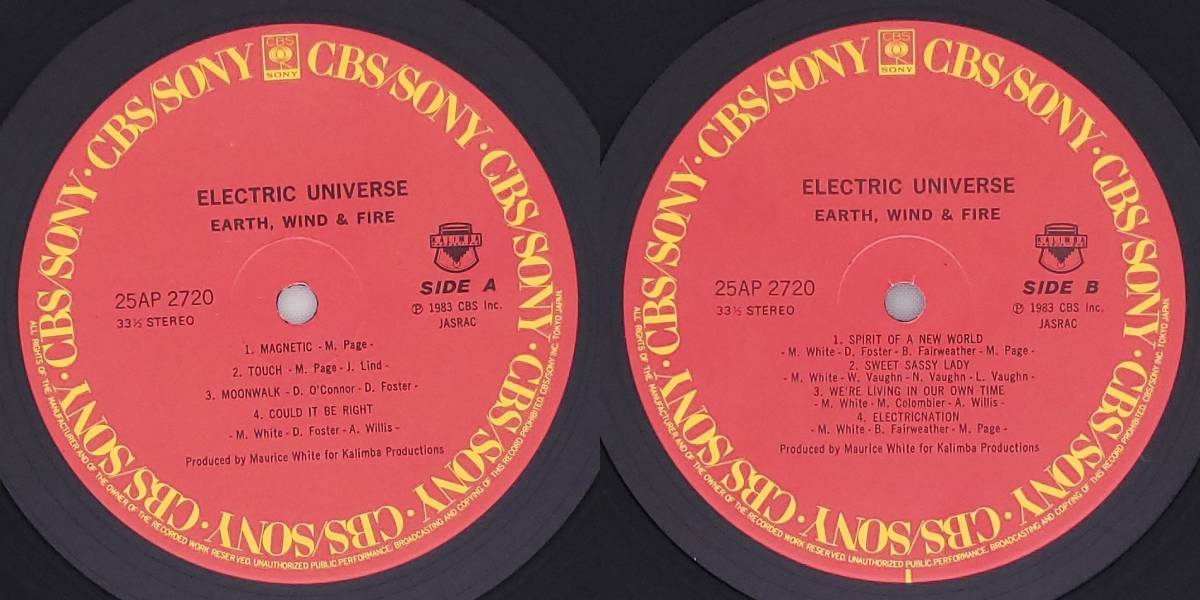 CBS/SONY · CBS/SONY · CBS/SONY · CBS/SONY · CBS/SONY · CBS/SONY · CBS/SONY · CBS/SONY
CBS
SONY
ELECTRIC UNIVERSE
EARTH, WIND & FIRE
SIDE A
25AP 2720
33⅓ STEREO
℗ 1983 CBS Inc.
JASRAC
1. MAGNETIC - M. Page -
2. TOUCH - M. Page - J. Lind -
3. MOONWALK - D. O'Connor - D. Foster -
4. COULD IT BE RIGHT
- M. White - D. Foster - A. Willis -
Produced by Maurice White for Kalimba Productions
ALL RIGHTS OF THE MANUFACTURER AND OF THE OWNER OF THE RECORDED WORK RESERVED. UNAUTHORIZED PUBLIC PERFORMANCE, BROADCASTING AND COPYING OF THIS RECORD PROHIBITED. CBS/SONY INC. TOKYO JAPAN
CBS/SONY · CBS/SONY · CBS/SONY · CBS/SONY · CBS/SONY · CBS/SONY · CBS/SONY · CBS/SONY
CBS
SONY
ELECTRIC UNIVERSE
EARTH, WIND & FIRE
SIDE B
25AP 2720
33⅓ STEREO
℗ 1983 CBS Inc.
JASRAC
1. SPIRIT OF A NEW WORLD
- M. White - D. Foster - B. Fairweather - M. Page -
2. SWEET SASSY LADY
- M. White - W. Vaughn - N. Vaughn - L. Vaughn -
3. WE'RE LIVING IN OUR OWN TIME
- M. White - M. Colombier - A. Willis -
4. ELECTRICNATION
- M. White - B. Fairweather - M. Page -
Produced by Maurice White for Kalimba Productions
ALL RIGHTS OF THE MANUFACTURER AND OF THE OWNER OF THE RECORDED WORK RESERVED. UNAUTHORIZED PUBLIC PERFORMANCE, BROADCASTING AND COPYING OF THIS RECORD PROHIBITED. CBS/SONY INC. TOKYO JAPAN